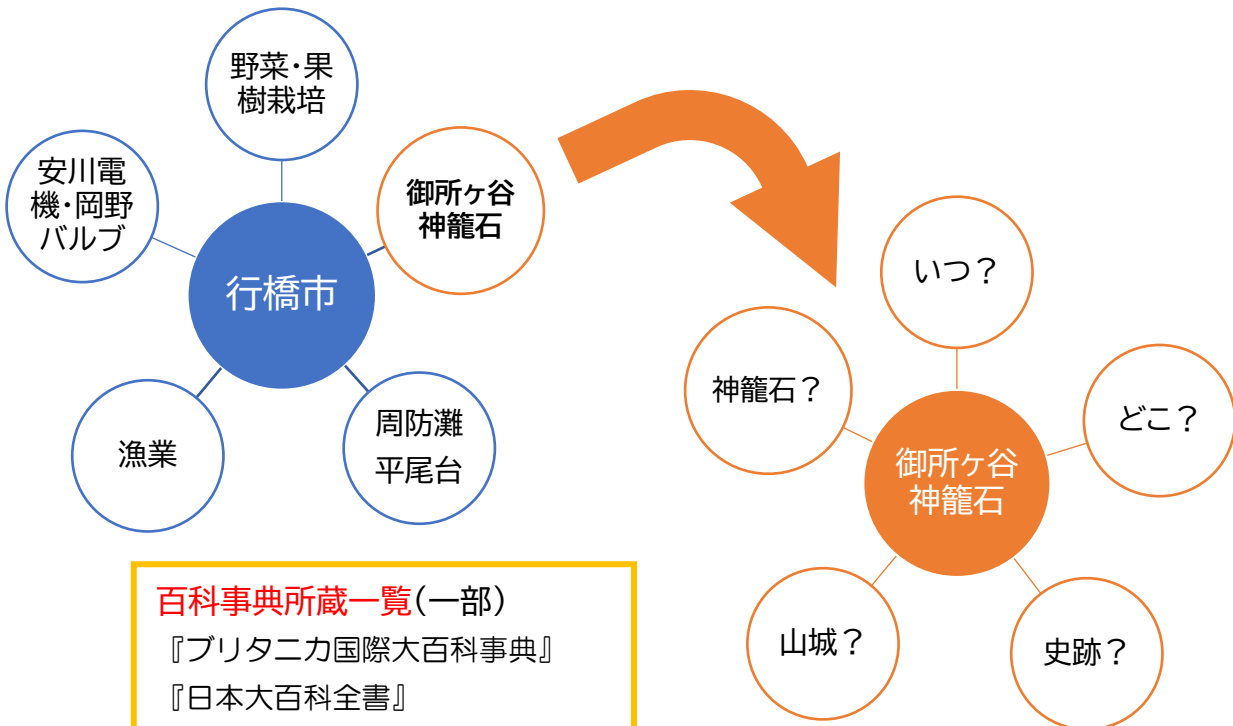 野菜・果
樹栽培
安川電
機・岡野
バルブ
御所ヶ谷
神籠石
行橋市
漁業
周防灘
平尾台
いつ？
神籠石？
どこ？
御所ヶ谷
神籠石
山城？
史跡？
百科事典所蔵一覧(一部)
『ブリタニカ国際大百科事典』
『日本大百科全書』